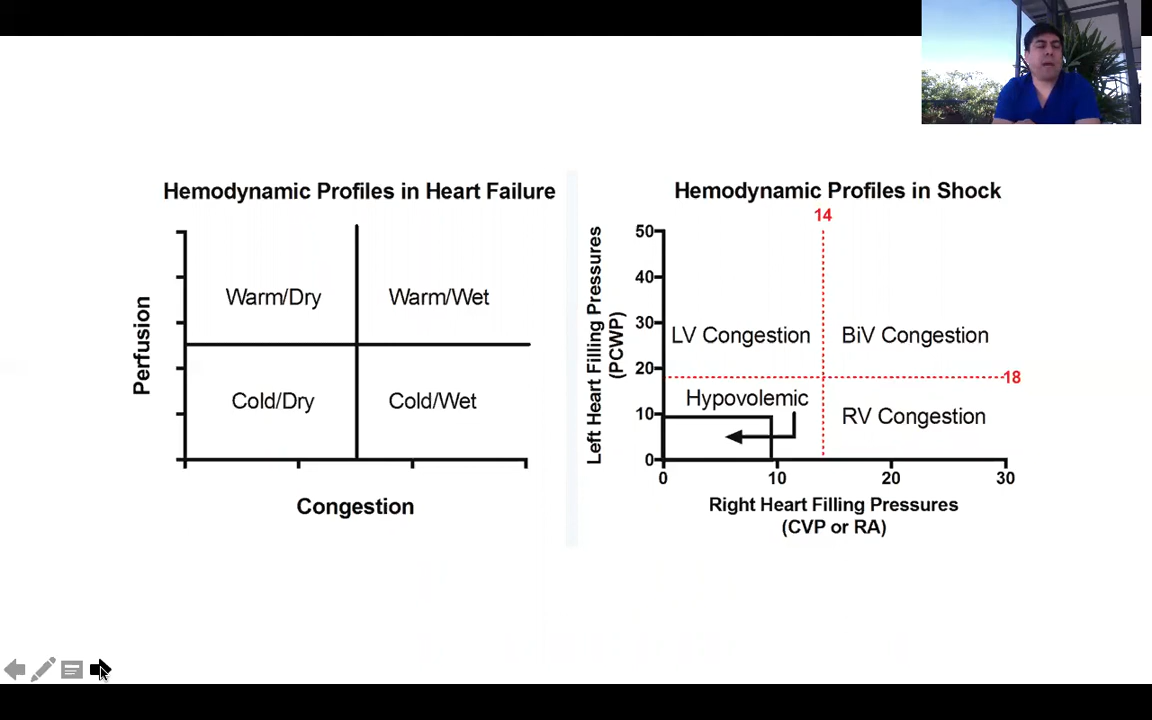 Hemodynamic Profiles in Heart Failure
Perfusion
Warm/Dry
Warm/Wet
Cold/Dry
Cold/Wet
Congestion
Hemodynamic Profiles in Shock
14
Left Heart Filling Pressures
(PCWP)
50
40
30
20
10
0
LV Congestion
BiV Congestion
18
Hypovolemic
RV Congestion
0
10
20
30
Right Heart Filling Pressures
(CVP or RA)